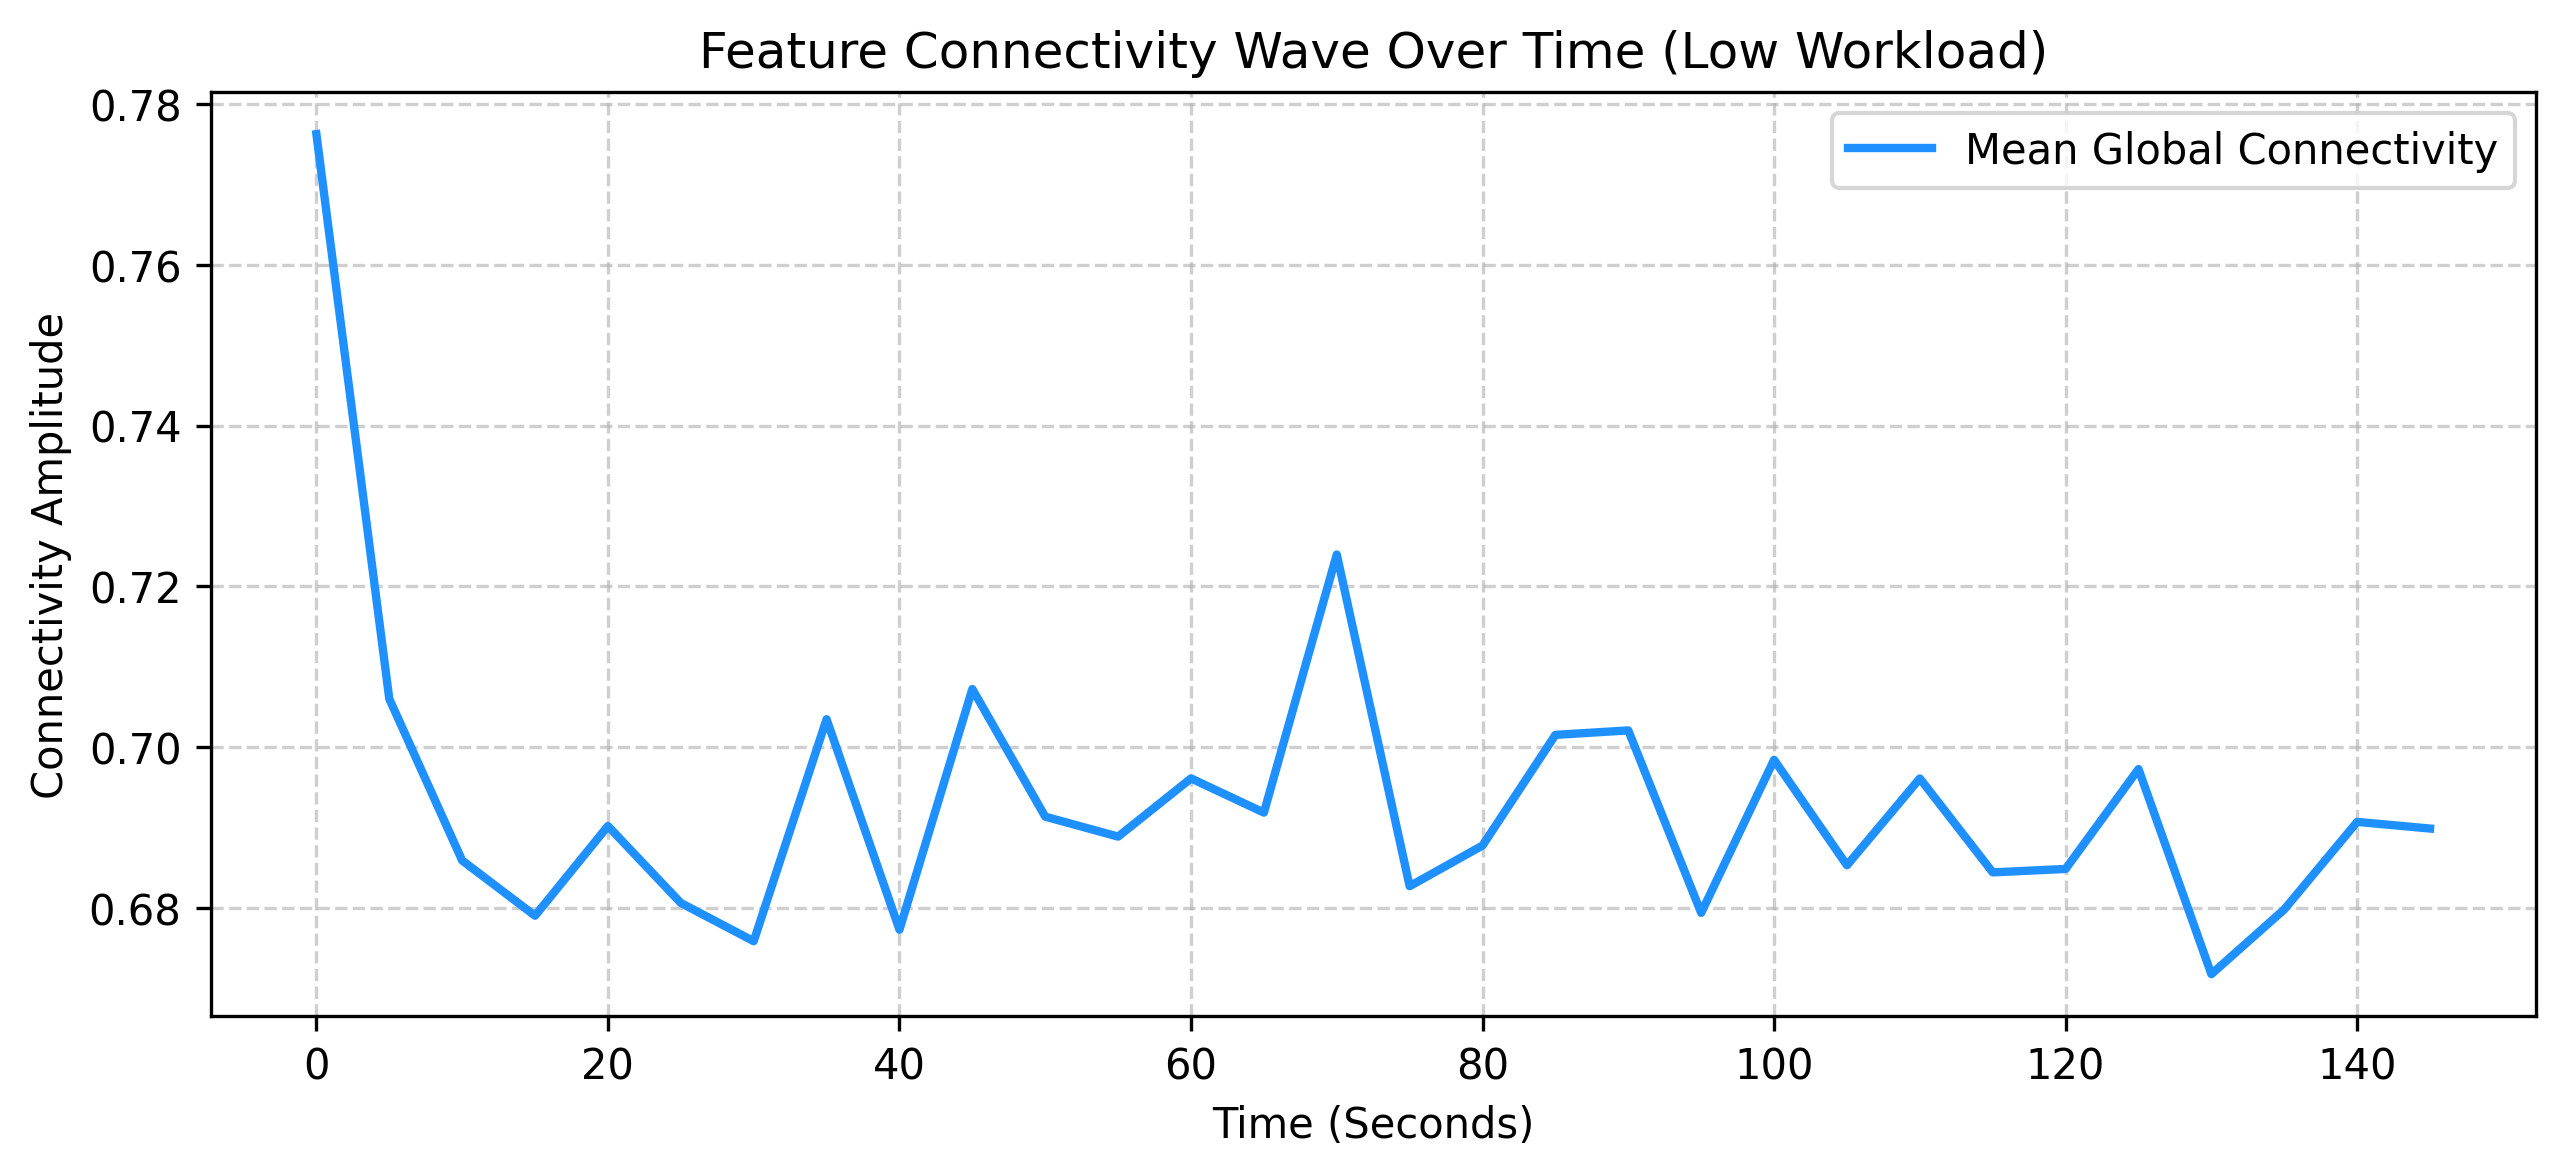 Feature Connectivity Wave Over Time (Low Workload)
Mean Global Connectivity
Connectivity Amplitude
0.78
0.76
0.74
0.72
0.70
0.68
0 20 40 60 80 100 120 140
Time (Seconds)